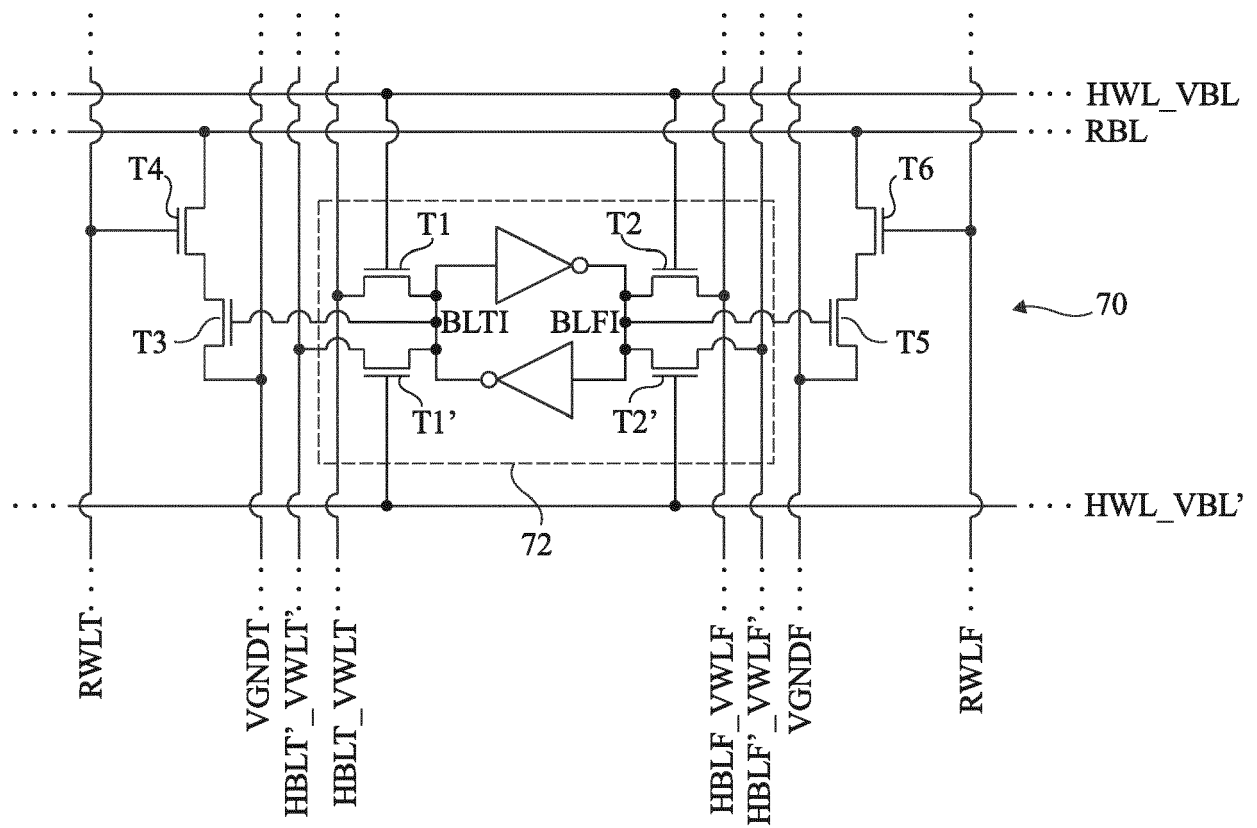 HWL_VBL
RBL
T4
T6
T1
T2
BLTI
BLFI
70
T3
T5
T1’
T2’
HWL_VBL’
72
RWLT
VGNDT
HBLT’_VWLT’
HBLT_VWLT
HBLF_VWLF
HBLF’_VWLF’
VGNDF
RWLF